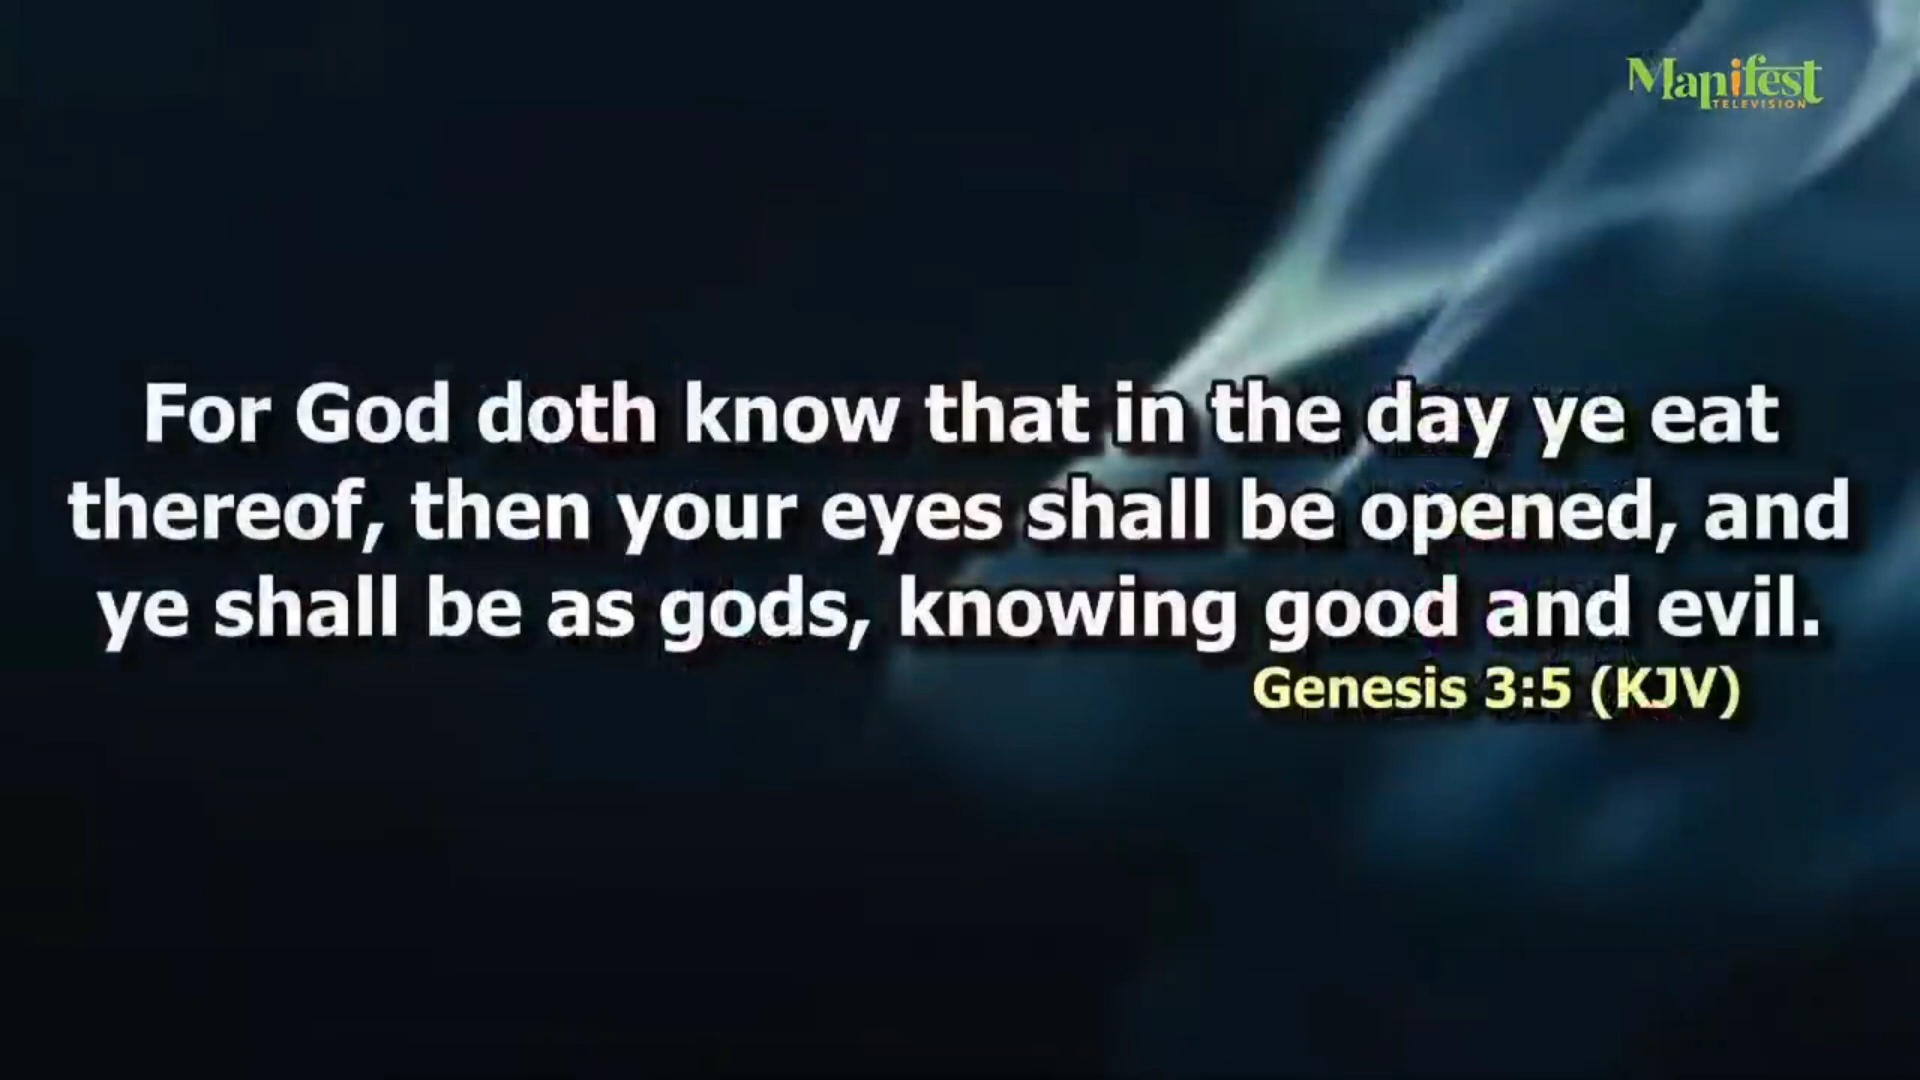 Manifest
TELEVISION
For God doth know that in the day ye eat
thereof, then your eyes shall be opened, and
ye shall be as gods, knowing good and evil.
Genesis 3:5 (KJV)